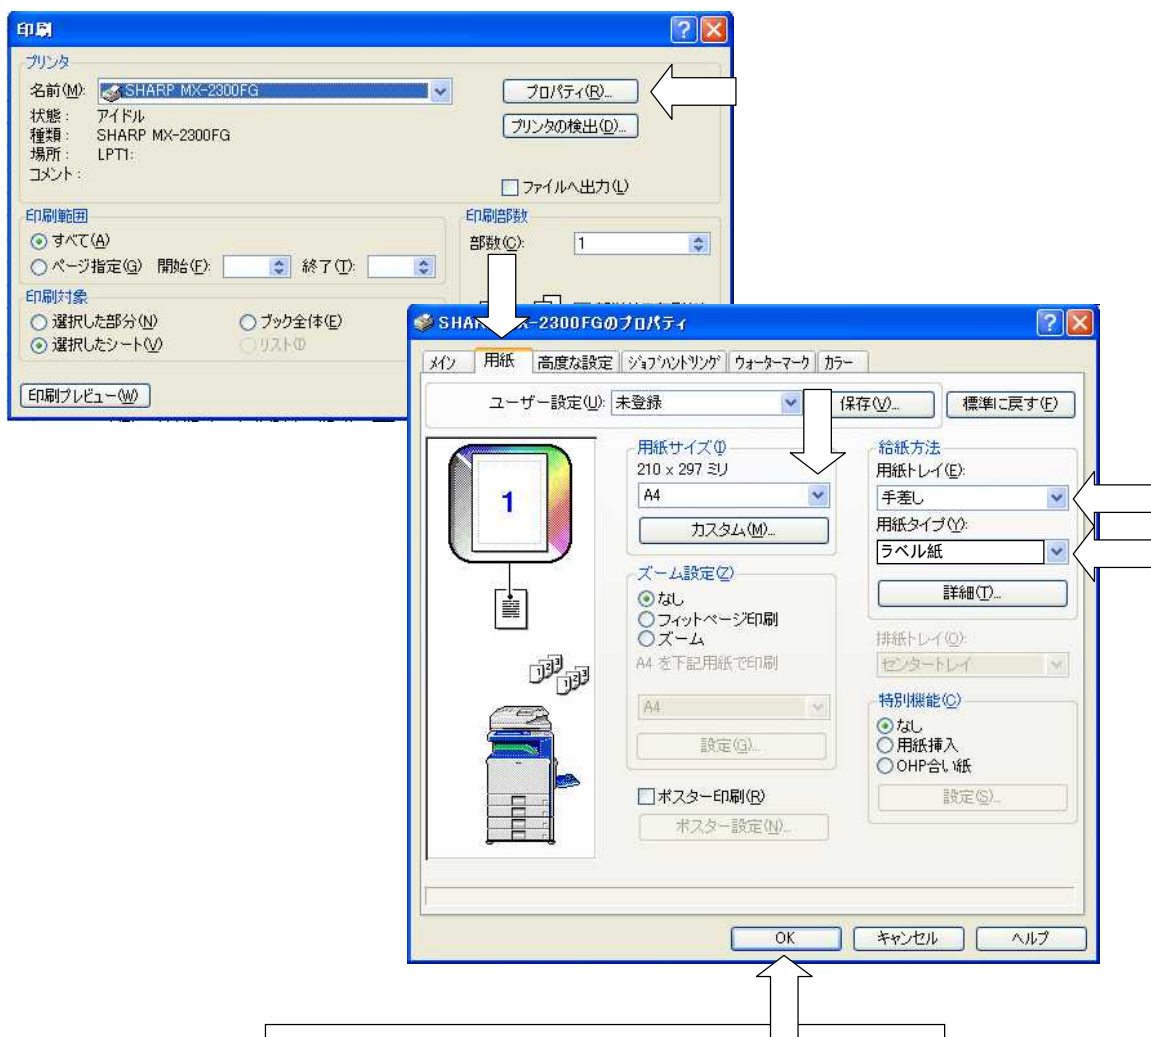 印刷
プリンタ
名前(M): SHARP MX-2300FG
プロパティ(R)...
状態: アイドル
種類: SHARP MX-2300FG
場所: LPT1:
コメント:
プリンタの検出(D)...
ファイルへ出力(L)
印刷範囲
すべて(A)
ページ指定(G) 開始(F): 終了(T):
印刷部数
部数(C): 1
印刷対象
選択した部分(N) ブック全体(E)
選択したシート(V) リスト(I)
印刷プレビュー(W)
2300FGのプロパティ
メイン 用紙 高度な設定 ジョブハンドリング ウォーターマーク カラー
ユーザー設定(U): 未登録 保存(V)... 標準に戻す(F)
1
123
123
用紙サイズ(I)
210 x 297 ミリ
A4
カスタム(M)...
ズーム設定(Z)
なし
フィットページ印刷
ズーム
A4 を下記用紙で印刷
A4
設定(G)...
ポスター印刷(R)
ポスター設定(N)...
給紙方法
用紙トレイ(E):
手差し
用紙タイプ(Y):
ラベル紙
詳細(T)...
排紙トレイ(O):
センタートレイ
特別機能(C)
なし
用紙挿入
OHP合い紙
設定(S)...
OK キャンセル ヘルプ